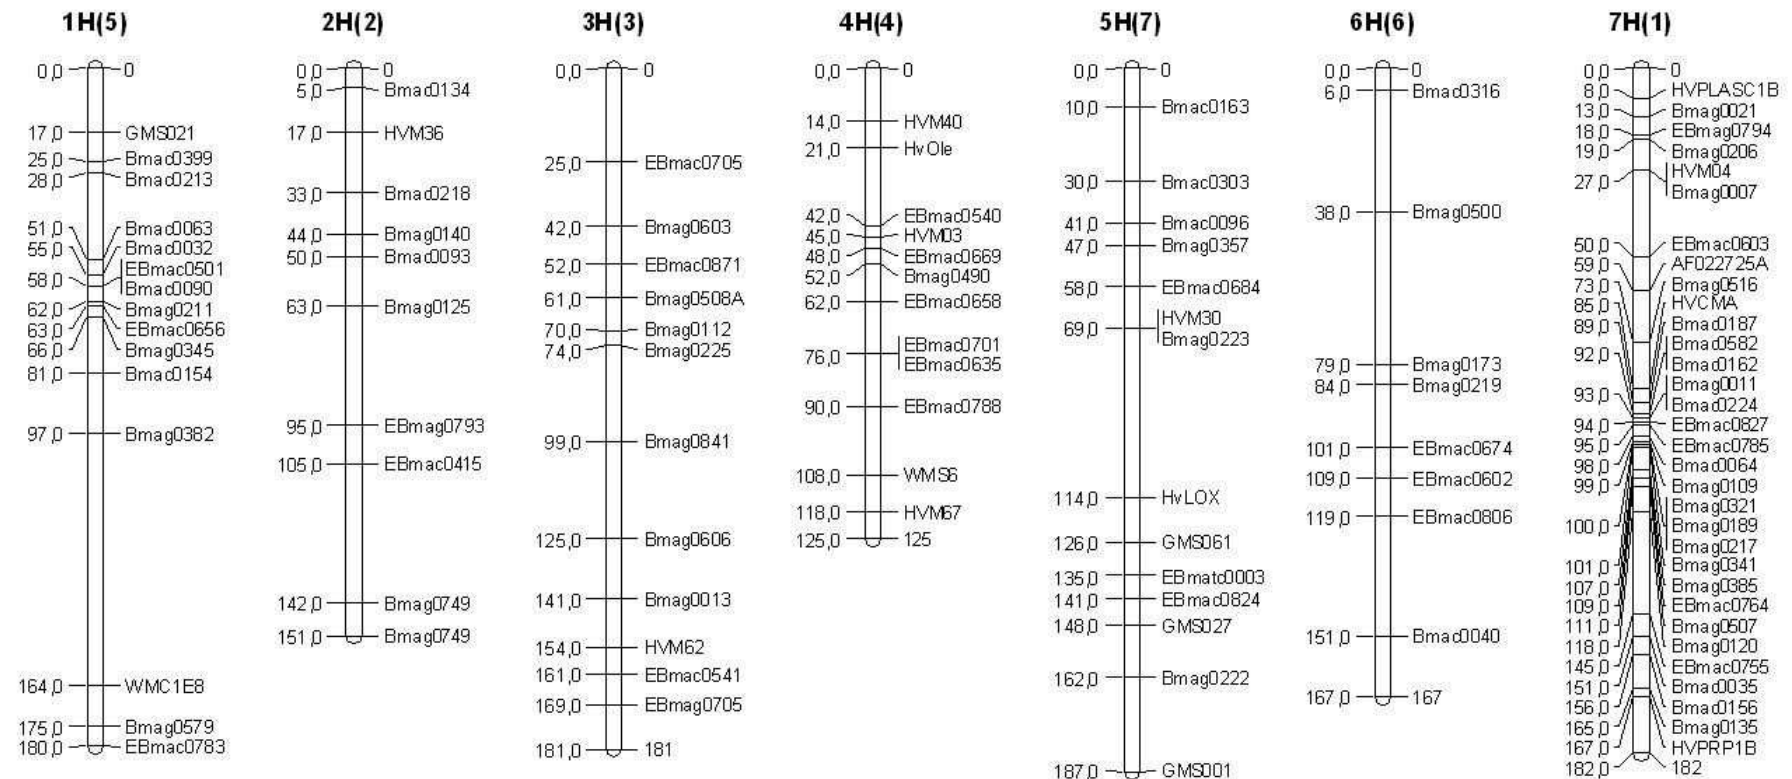 1H(5)
0,0 0
17,0 GMS021
25,0 Bmac0399
28,0 Bmac0213
51,0 Bmac0063
55,0 Bmac0032
58,0 EBmac0501
Bmac0090
62,0 Bmag0211
63,0 EBmac0656
66,0 Bmag0345
81,0 Bmac0154
97,0 Bmag0382
164,0 WMC1E8
175,0 Bmag0579
180,0 EBmac0783
2H(2)
0,0 0
5,0 Bmac0134
17,0 HVM36
33,0 Bmac0218
44,0 Bmag0140
50,0 Bmac0093
63,0 Bmag0125
95,0 EBmag0793
105,0 EBmac0415
142,0 Bmag0749
151,0 Bmag0749
3H(3)
0,0 0
25,0 EBmac0705
42,0 Bmag0603
52,0 EBmac0871
61,0 Bmag0508A
70,0 Bmag0112
74,0 Bmag0225
99,0 Bmag0841
125,0 Bmag0606
141,0 Bmag0013
154,0 HVM62
161,0 EBmac0541
169,0 EBmag0705
181,0 181
4H(4)
0,0 0
14,0 HVM40
21,0 HvOle
42,0 EBmac0540
45,0 HVM03
48,0 EBmac0669
52,0 Bmag0490
62,0 EBmac0658
76,0 EBmac0701
EBmac0635
90,0 EBmac0788
108,0 WMS6
118,0 HVM67
125,0 125
5H(7)
0,0 0
10,0 Bmac0163
30,0 Bmac0303
41,0 Bmac0096
47,0 Bmag0357
58,0 EBmac0684
69,0 HVM30
Bmag0223
114,0 HvLOX
126,0 GMS061
135,0 EBmatc0003
141,0 EBmac0824
148,0 GMS027
162,0 Bmag0222
187,0 GMS001
6H(6)
0,0 0
6,0 Bmac0316
38,0 Bmag0500
79,0 Bmag0173
84,0 Bmag0219
101,0 EBmac0674
109,0 EBmac0602
119,0 EBmac0806
151,0 Bmac0040
167,0 167
7H(1)
0,0 0
8,0 HVPLASC1B
13,0 Bmag0021
18,0 EBmag0794
19,0 Bmag0206
27,0 HVM04
Bmag0007
50,0 EBmac0603
59,0 AF022725A
73,0 Bmag0516
85,0 HVCMA
89,0 Bmac0187
92,0 Bmac0582
Bmac0162
93,0 Bmag0011
Bmac0224
94,0 EBmac0827
95,0 EBmac0785
98,0 Bmac0064
99,0 Bmag0109
100,0 Bmag0321
Bmag0189
Bmag0217
101,0 Bmag0341
107,0 Bmag0385
109,0 EBmac0764
111,0 Bmag0507
118,0 Bmag0120
145,0 EBmac0755
151,0 Bmac0035
156,0 Bmac0156
165,0 Bmag0135
167,0 HVPRP1B
182,0 182